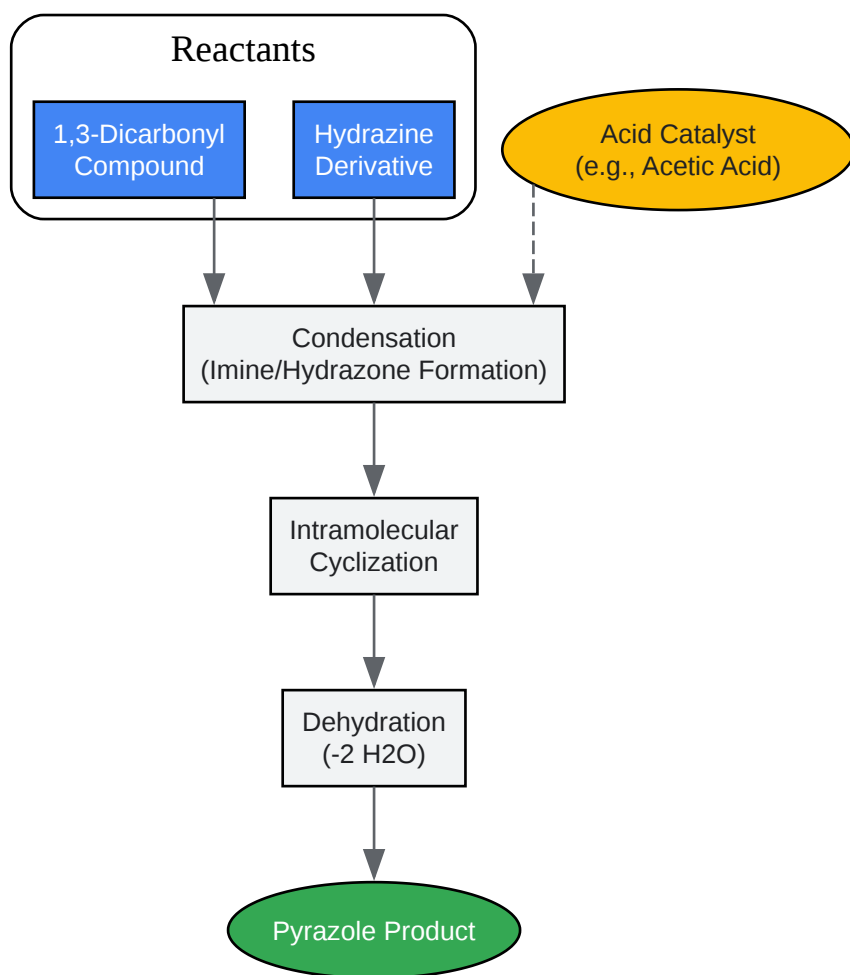 Reactants
1,3-Dicarbonyl
Compound
Hydrazine
Derivative
Acid Catalyst
(e.g., Acetic Acid)
Condensation
(Imine/Hydrazone Formation)
Intramolecular
Cyclization
Dehydration
(-2 H2O)
Pyrazole Product